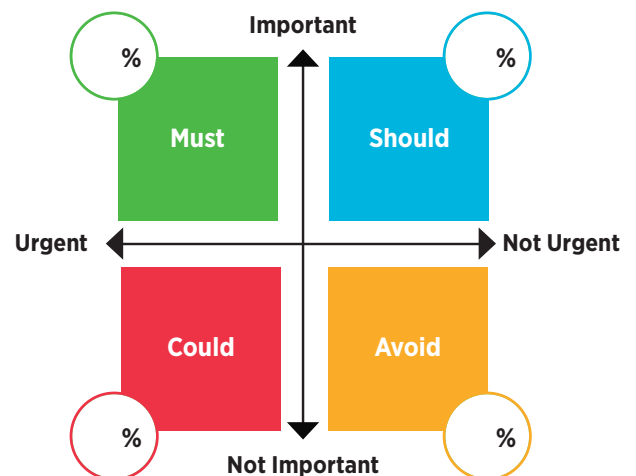 Important
%
%
Must
Should
Urgent
Not Urgent
Could
Avoid
%
%
Not Important